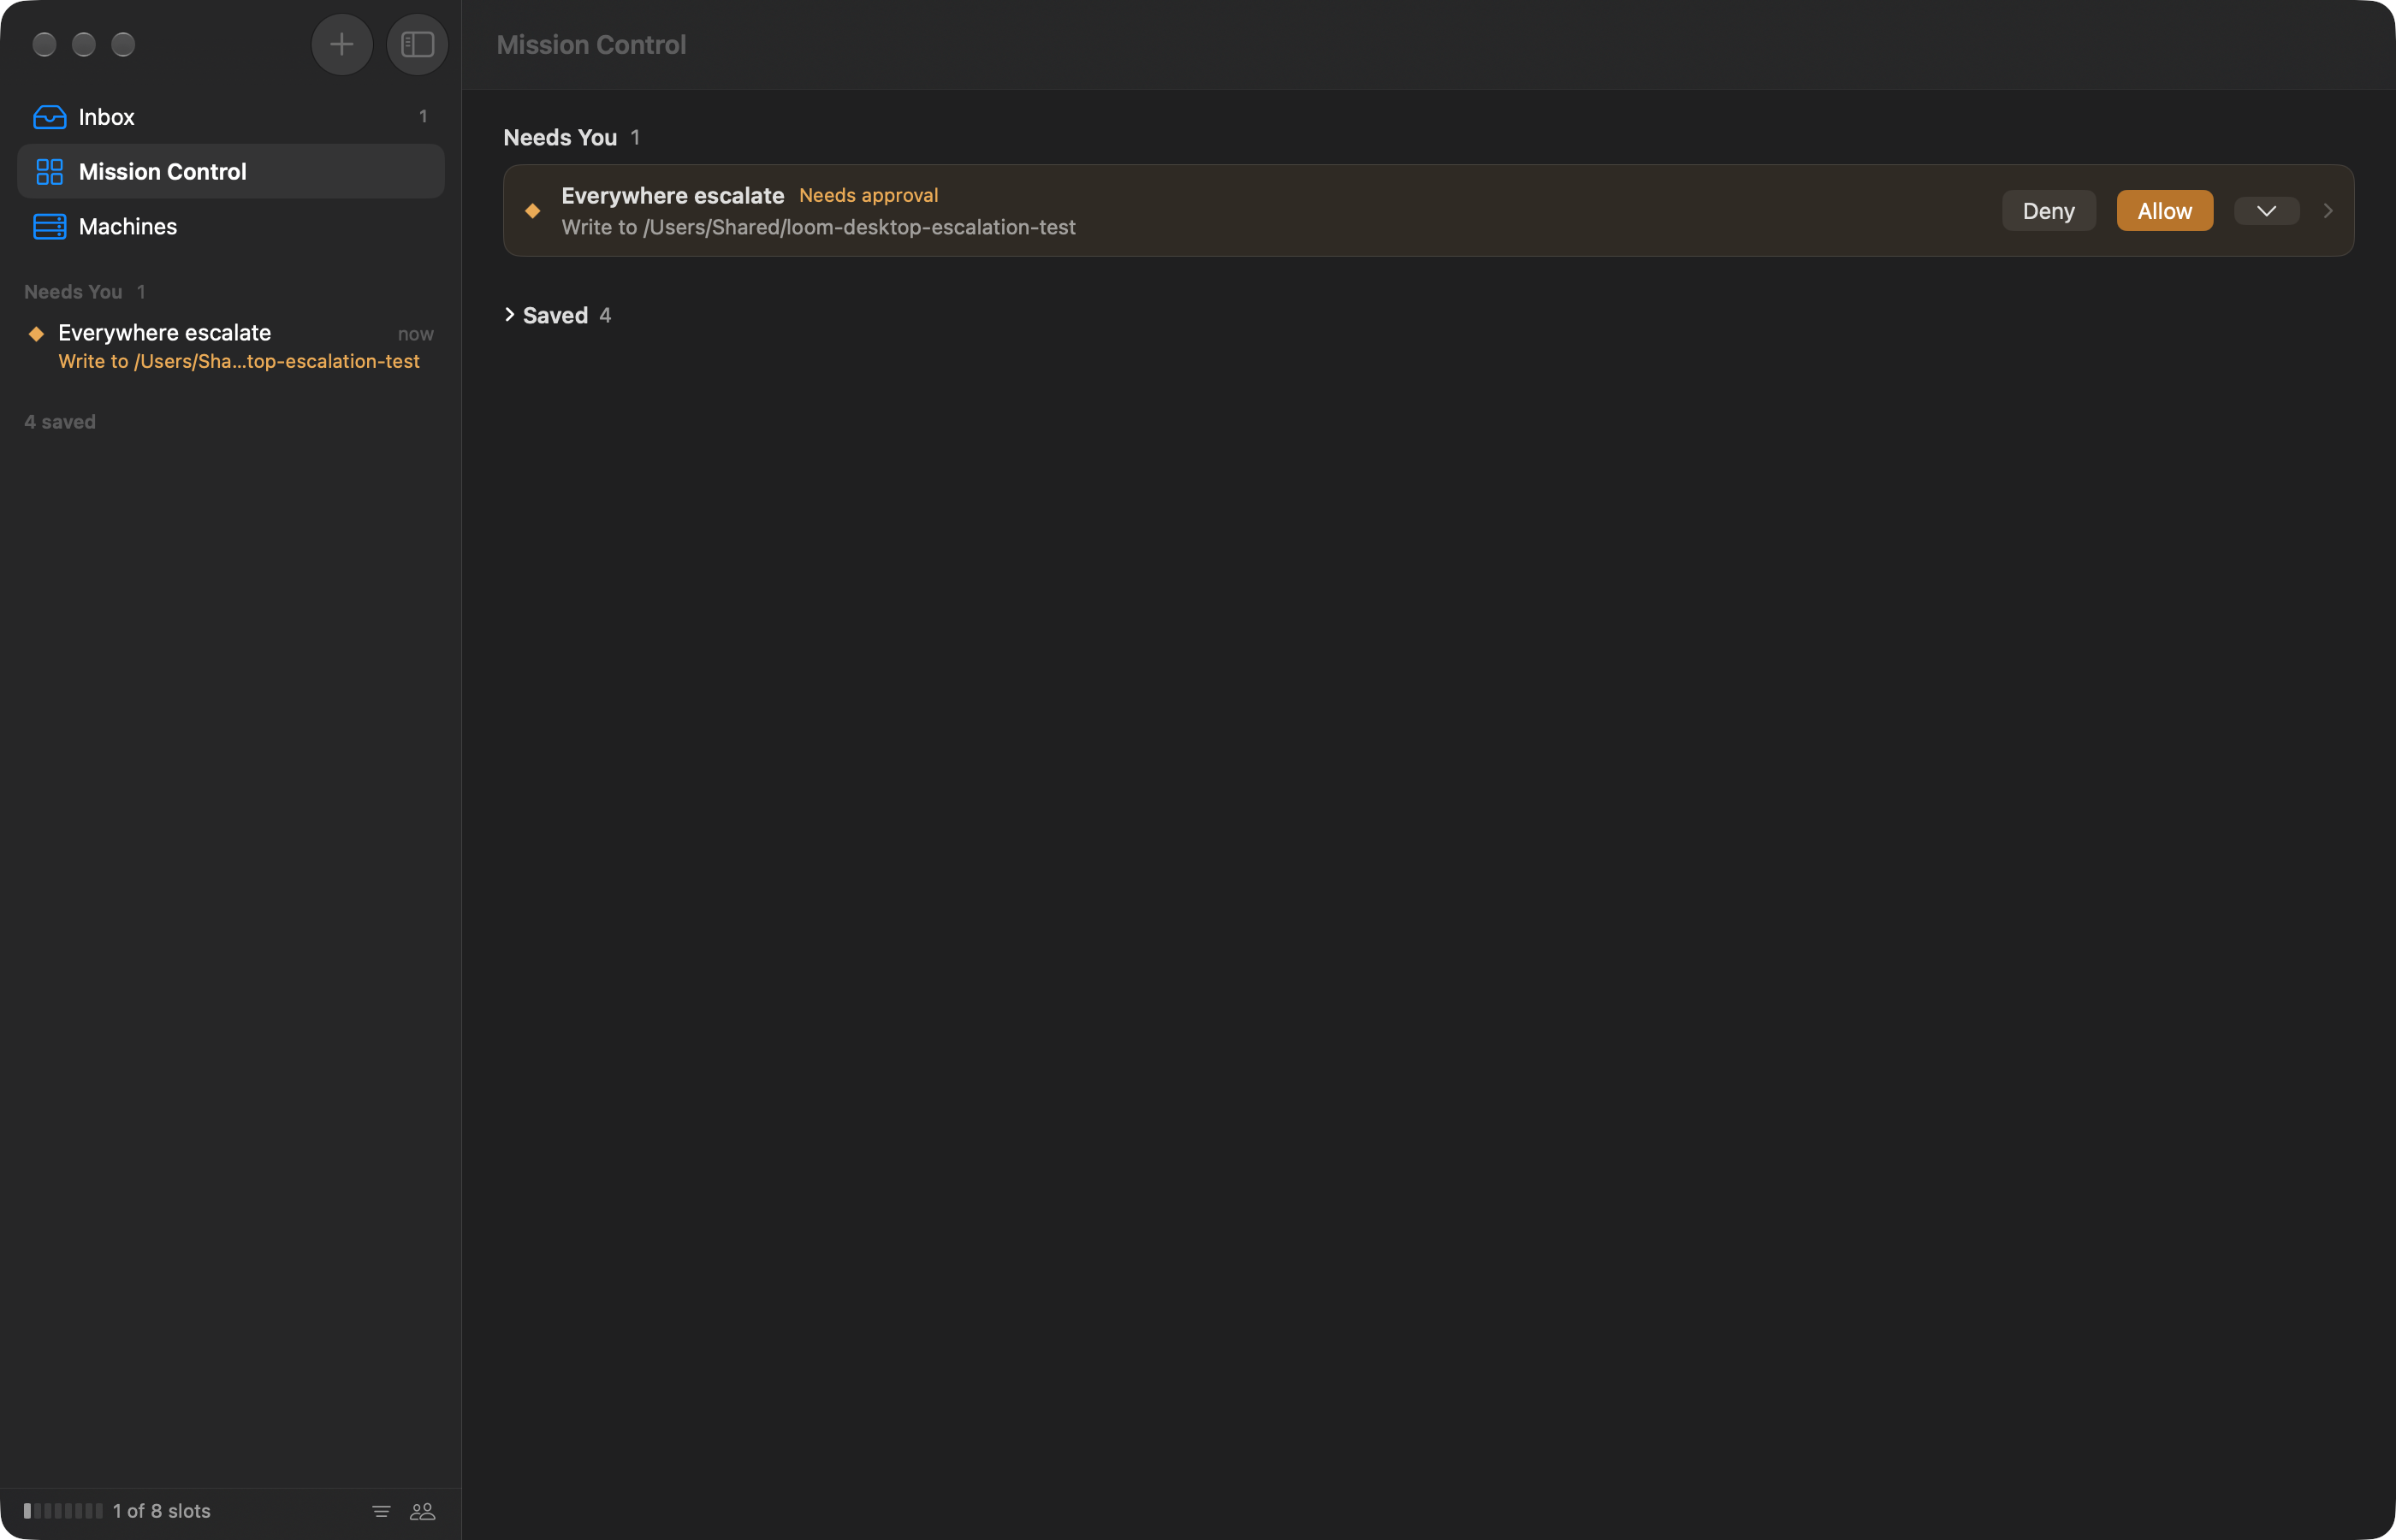 Mission Control
Inbox 1
Mission Control
Machines
Needs You 1
Everywhere escalate now
Write to /Users/Sha...top-escalation-test
4 saved
1 of 8 slots
Needs You 1
Everywhere escalate Needs approval
Write to /Users/Shared/loom-desktop-escalation-test
Deny Allow
Saved 4